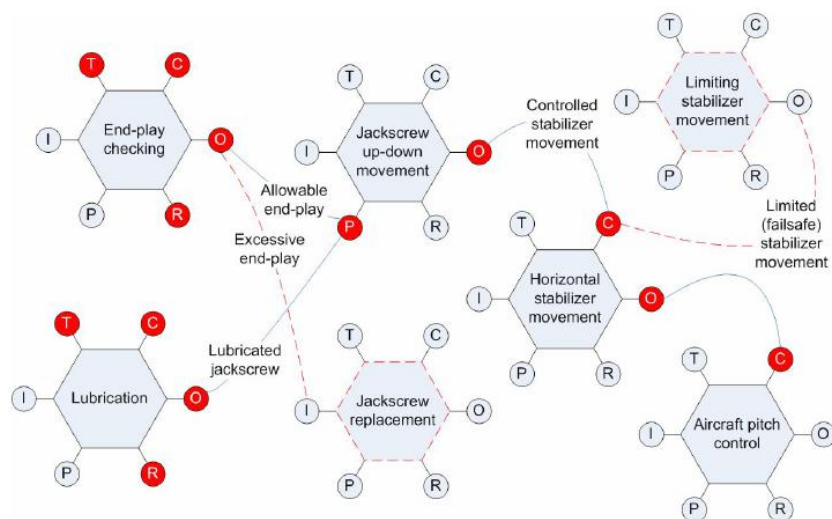 T
C
I
End-play
checking
O
P
R
T
C
I
Jackscrew
up-down
movement
O
P
R
T
C
I
Limiting
stabilizer
movement
O
P
R
Controlled
stabilizer
movement
Allowable
end-play
Excessive
end-play
Limited
(failsafe)
stabilizer
movement
T
C
I
Horizontal
stabilizer
movement
O
P
R
T
C
I
Lubrication
O
P
R
Lubricated
jackscrew
T
C
I
Jackscrew
replacement
O
P
R
T
C
I
Aircraft pitch
control
O
P
R